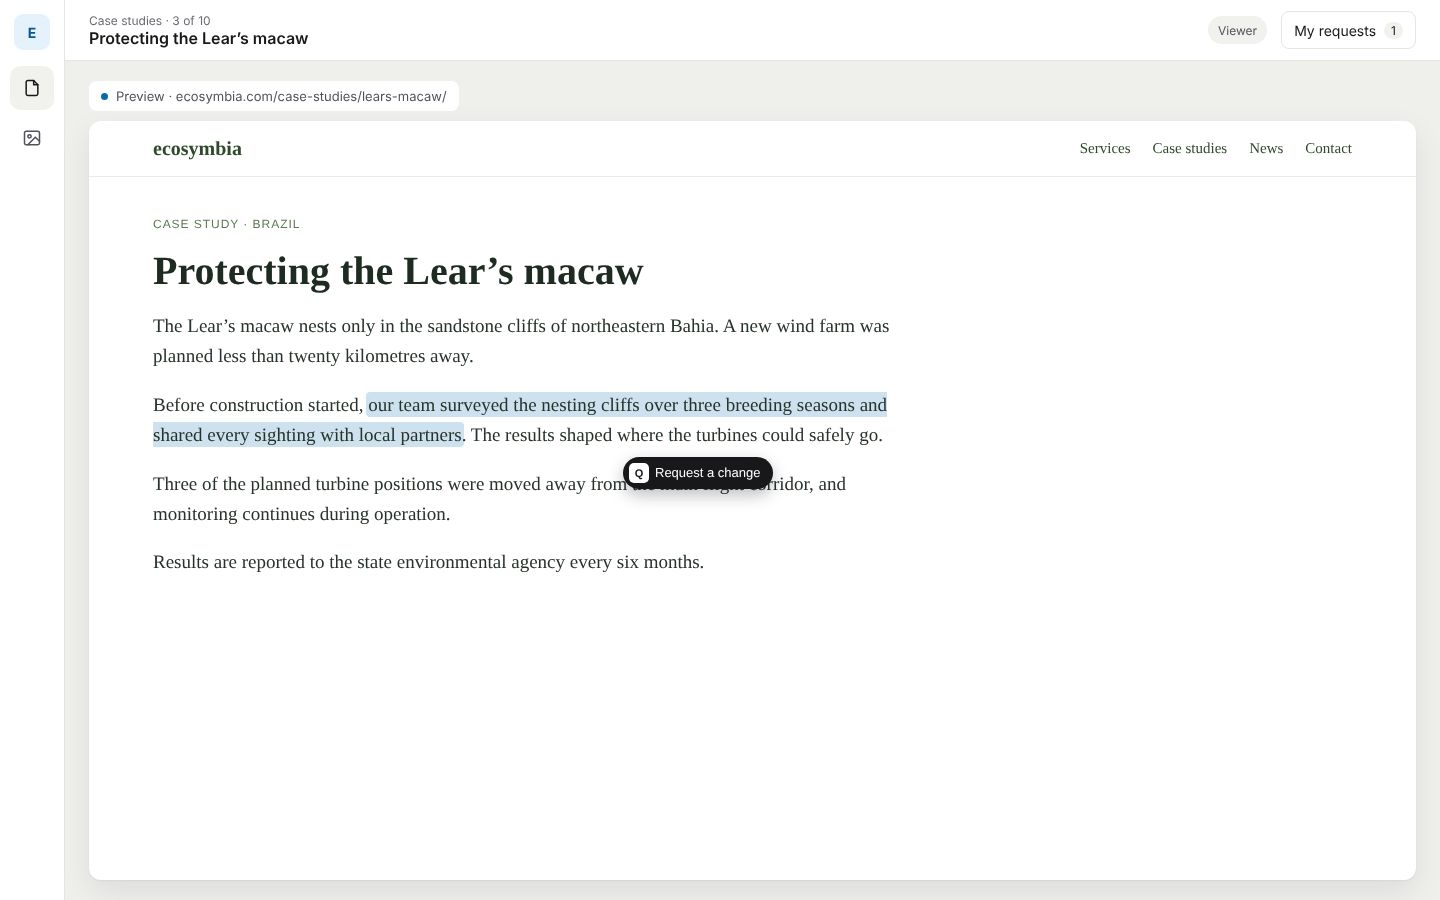 E
Case studies · 3 of 10
Protecting the Lear’s macaw
Viewer
My requests 1
Preview · ecosymbia.com/case-studies/lears-macaw/
ecosymbia
Services Case studies News Contact
CASE STUDY · BRAZIL
Protecting the Lear’s macaw
The Lear’s macaw nests only in the sandstone cliffs of northeastern Bahia. A new wind farm was
planned less than twenty kilometres away.
Before construction started, our team surveyed the nesting cliffs over three breeding seasons and
shared every sighting with local partners. The results shaped where the turbines could safely go.
Q Request a change
Three of the planned turbine positions were moved away from and
monitoring continues during operation.
Results are reported to the state environmental agency every six months.